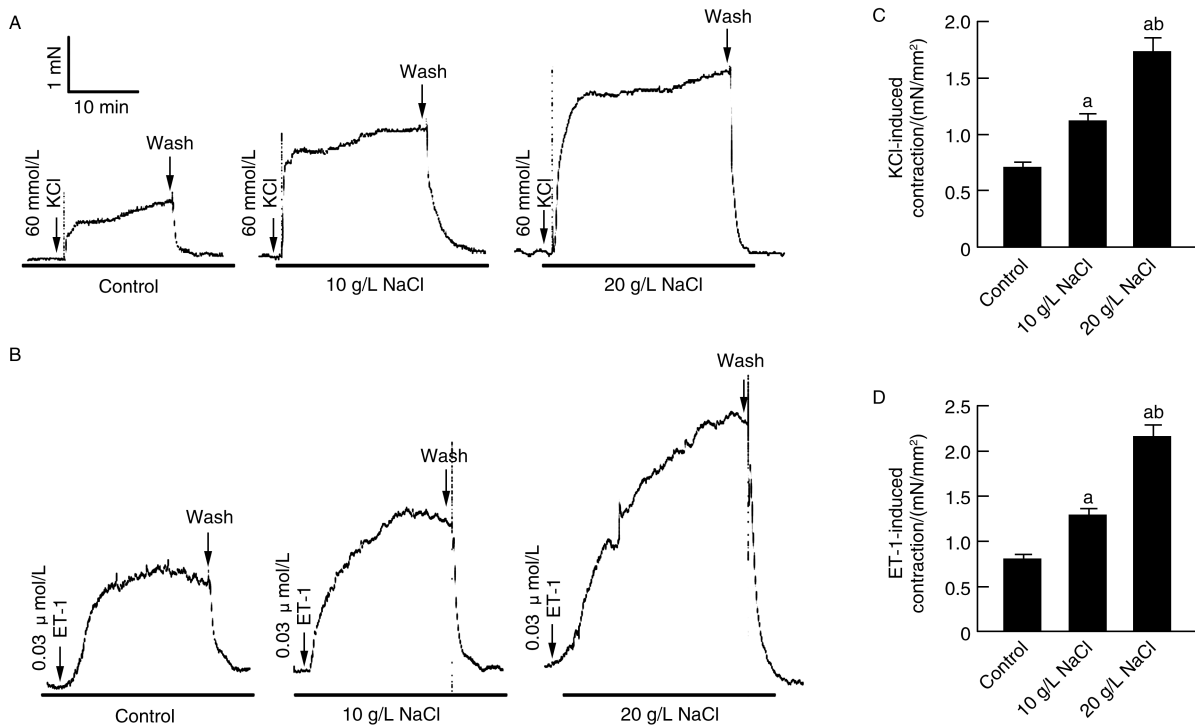 A
1 mN
10 min
60 mmol/L
KCl
Wash
Control
60 mmol/L
KCl
Wash
10 g/L NaCl
60 mmol/L
KCl
Wash
20 g/L NaCl
B
0.03 μ mol/L
ET-1
Wash
Control
0.03 μ mol/L
ET-1
Wash
10 g/L NaCl
0.03 μ mol/L
ET-1
Wash
20 g/L NaCl
C
KCl-induced
contraction/(mN/mm²)
2.0
1.5
1.0
0.5
0
a
ab
Control
10 g/L NaCl
20 g/L NaCl
D
ET-1-induced
contraction/(mN/mm²)
2.5
2.0
1.5
1.0
0.5
0
a
ab
Control
10 g/L NaCl
20 g/L NaCl